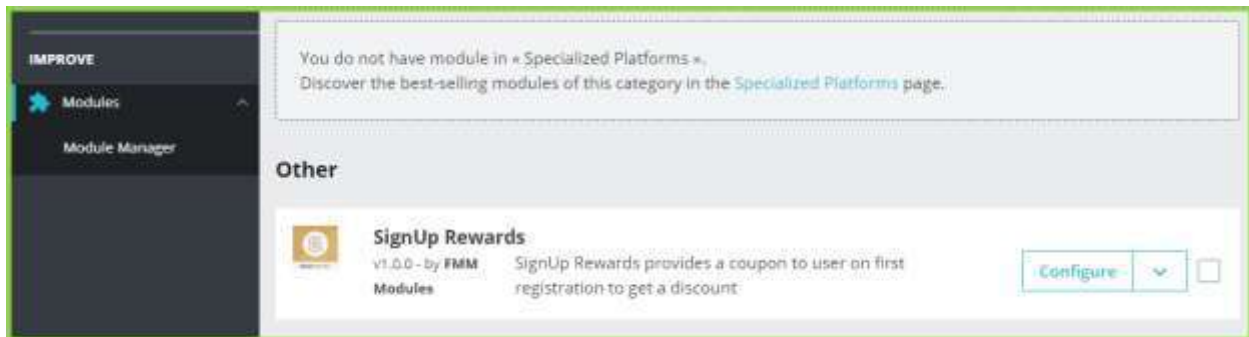 IMPROVE
Modules
Module Manager
You do not have module in « Specialized Platforms ».
Discover the best-selling modules of this category in the Specialized Platforms page.
Other
SignUp Rewards
v1.0.0 - by FMM
Modules
SignUp Rewards provides a coupon to user on first
registration to get a discount
Configure